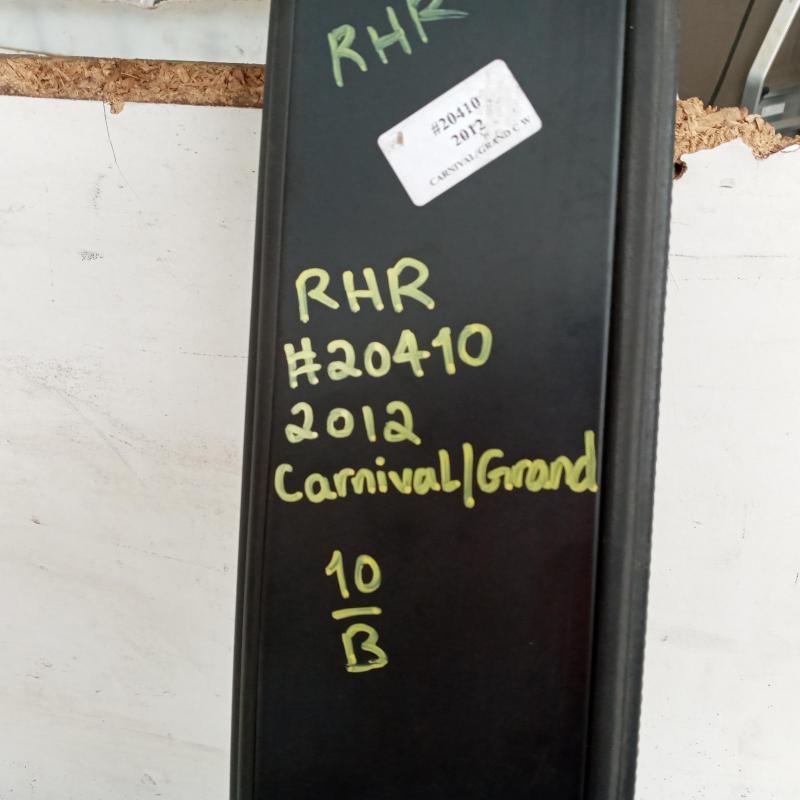 RHR
#20410
2012
CARNIVAL/GRAND C W
RHR
#20410
2012
Carnival/Grand
10
B